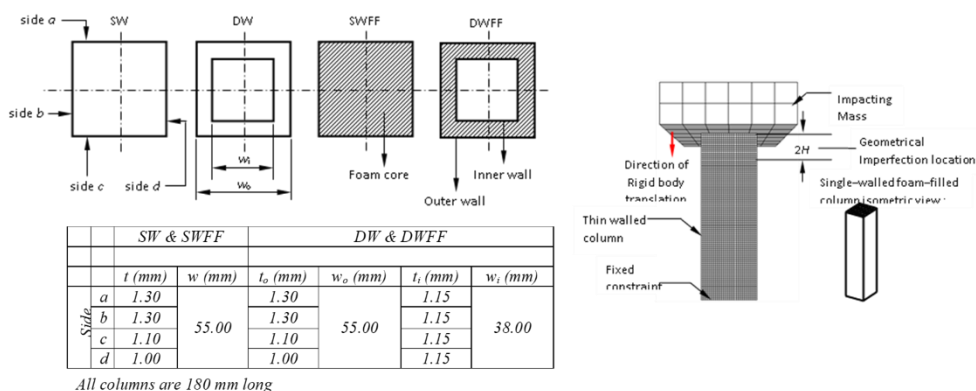 side a
SW
DW
SWFF
DWFF
side b
side c
side d
wᵢ
wₒ
Foam core
Inner wall
Outer wall
Impacting
Mass
2H
Geometrical
Imperfection location
Direction of
Rigid body
translation
Single-walled foam-filled
column isometric view :
Thin walled
column
Fixed
constraint
SW & SWFF DW & DWFF
t (mm) w (mm) tₒ (mm) wₒ (mm) tᵢ (mm) wᵢ (mm)
Side
a 1.30 1.30 1.15
b 1.30 1.30 1.15
55.00 55.00 38.00
c 1.10 1.10 1.15
d 1.00 1.00 1.15
All columns are 180 mm long